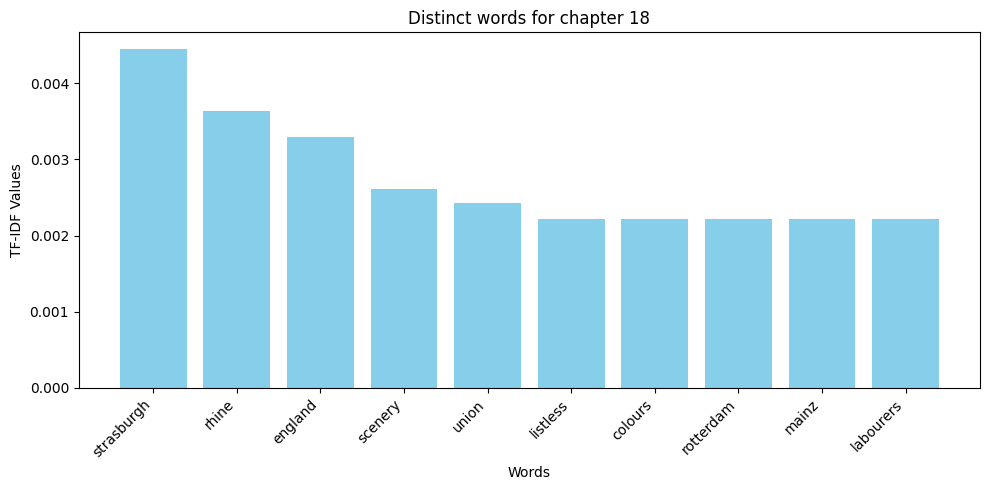 Distinct words for chapter 18
TF-IDF Values
0.004
0.003
0.002
0.001
0.000
strasburgh
rhine
england
scenery
union
listless
colours
rotterdam
mainz
labourers
Words